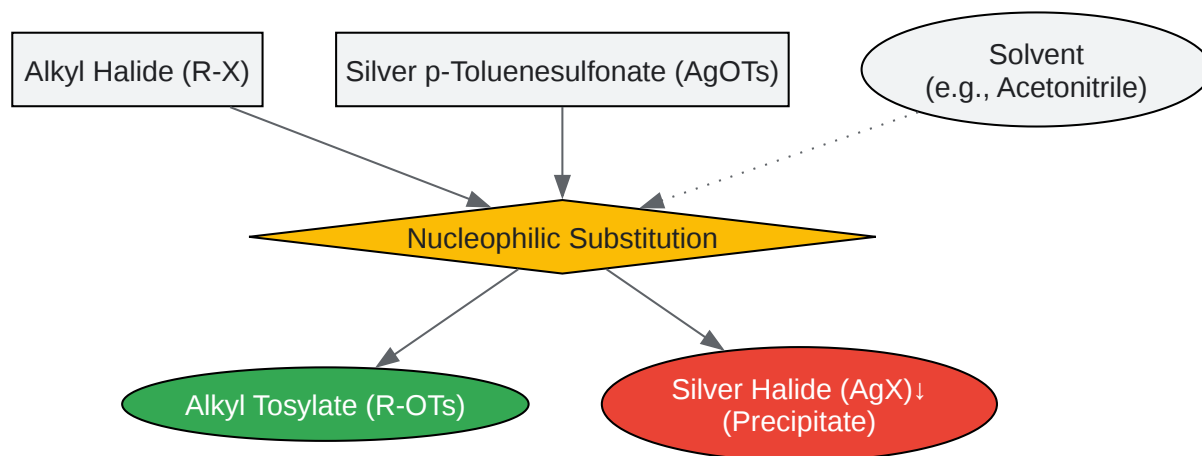 Alkyl Halide (R-X)
Silver p-Toluenesulfonate (AgOTs)
Solvent
(e.g., Acetonitrile)
Nucleophilic Substitution
Alkyl Tosylate (R-OTs)
Silver Halide (AgX)↓
(Precipitate)